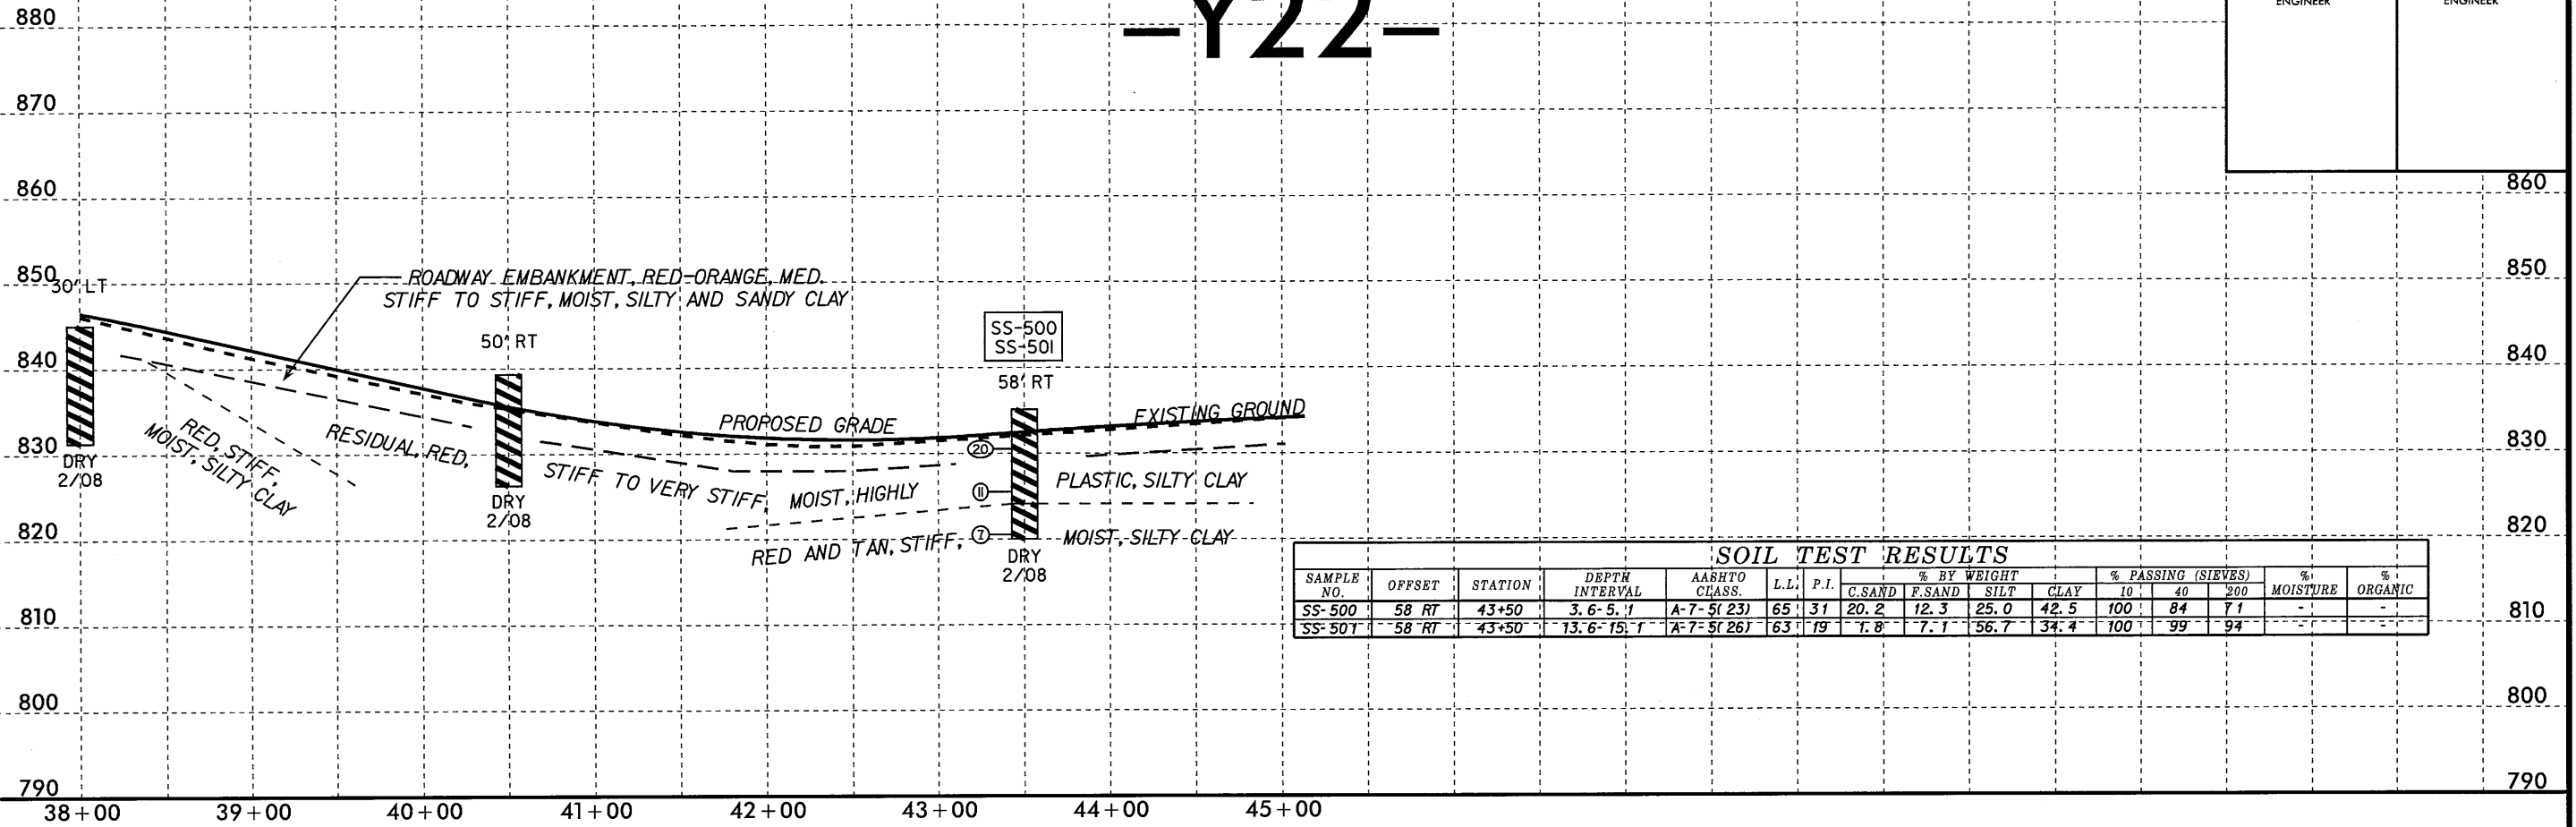 -Y22-
ENGINEER
ENGINEER
880
870
860
860
850
850
30' LT
ROADWAY EMBANKMENT, RED-ORANGE, MED.
STIFF TO STIFF, MOIST, SILTY AND SANDY CLAY
50' RT
SS-500
SS-501
58' RT
840
840
PROPOSED GRADE
EXISTING GROUND
830
830
RED, STIFF,
MOIST, SILTY CLAY
RESIDUAL, RED,
STIFF TO VERY STIFF, MOIST, HIGHLY
PLASTIC, SILTY CLAY
20
11
7
DRY
2/08
DRY
2/08
820
820
RED AND TAN, STIFF,
MOIST, SILTY CLAY
DRY
2/08
SOIL TEST RESULTS
SAMPLE NO. OFFSET STATION DEPTH INTERVAL AASHTO CLASS. L.L. P.I. % BY WEIGHT % PASSING (SIEVES) % MOISTURE % ORGANIC
C.SAND F.SAND SILT CLAY 10 40 200
SS-500 58 RT 43+50 3.6-5.1 A-7-5(23) 65 31 20.2 12.3 25.0 42.5 100 84 71 - -
SS-501 58 RT 43+50 13.6-15.1 A-7-5(26) 63 19 1.8 7.1 56.7 34.4 100 99 94 - -
810
810
800
800
790
790
38+00 39+00 40+00 41+00 42+00 43+00 44+00 45+00